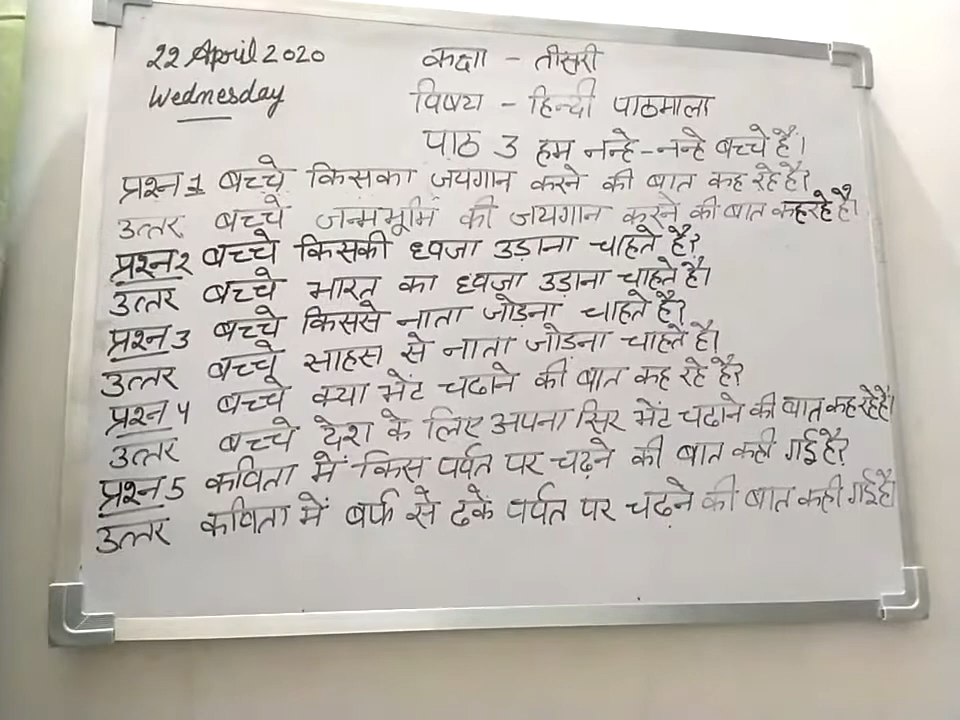 22 April 2020
Wednesday
कक्षा - तीसरी
विषय - हिन्दी पाठमाला
पाठ 3 हम नन्हे-नन्हे बच्चे हैं।
प्रश्न 1 बच्चे किसका जयगान करने की बात कह रहे है?
उत्तर बच्चे जन्मभूमि की जयगान करने की बात कह रहे है।
प्रश्न 2 बच्चे किसकी ध्वजा उड़ाना चाहते है?
उत्तर बच्चे भारत का ध्वजा उड़ाना चाहते है।
प्रश्न 3 बच्चे किससे नाता जोड़ना चाहते है?
उत्तर बच्चे साहस से नाता जोडना चाहते है।
प्रश्न 4 बच्चे क्या भेंट चढाने की बात कह रहे है?
उत्तर बच्चे देश के लिए अपना सिर भेंट चढाने की बात कह रहे हैं।
प्रश्न 5 कविता में किस पर्वत पर चढ़ने की बात कही गई है?
उत्तर कविता में बर्फ से ढकें पर्वत पर चढ़ने की बात कही गई है।